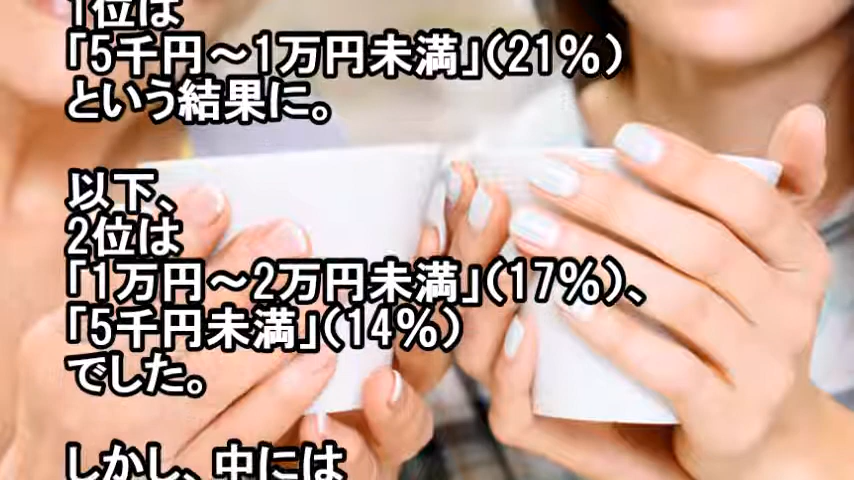 1位は
「5千円～1万円未満」(21％)
という結果に。
以下、
2位は
「1万円～2万円未満」(17％)、
「5千円未満」(14％)
でした。
しかし、中には